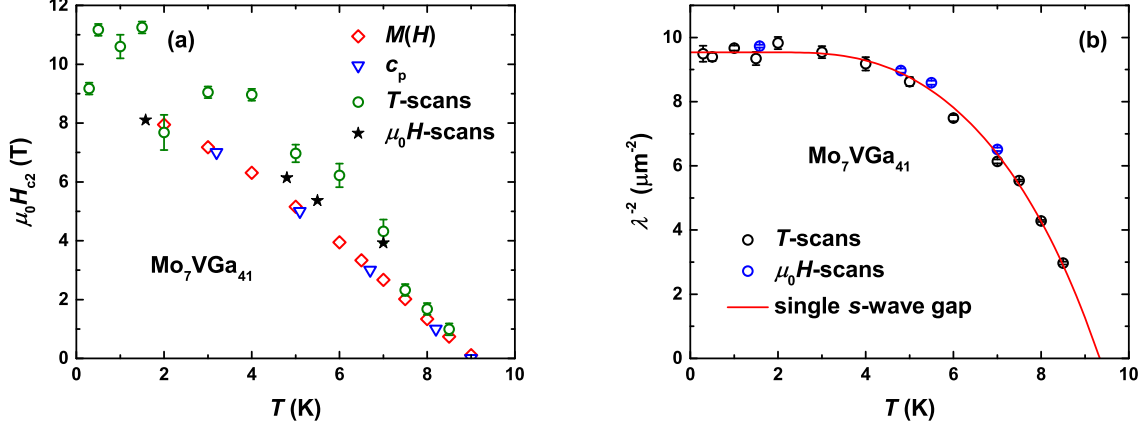 12
10
8
6
4
2
0
0
2
4
6
8
10
μ₀H_c2 (T)
T (K)
(a)
M(H)
c_p
T-scans
μ₀H-scans
Mo₇VGa₄₁
10
8
6
4
2
0
0
2
4
6
8
10
λ⁻² (μm⁻²)
T (K)
(b)
Mo₇VGa₄₁
T-scans
μ₀H-scans
single s-wave gap